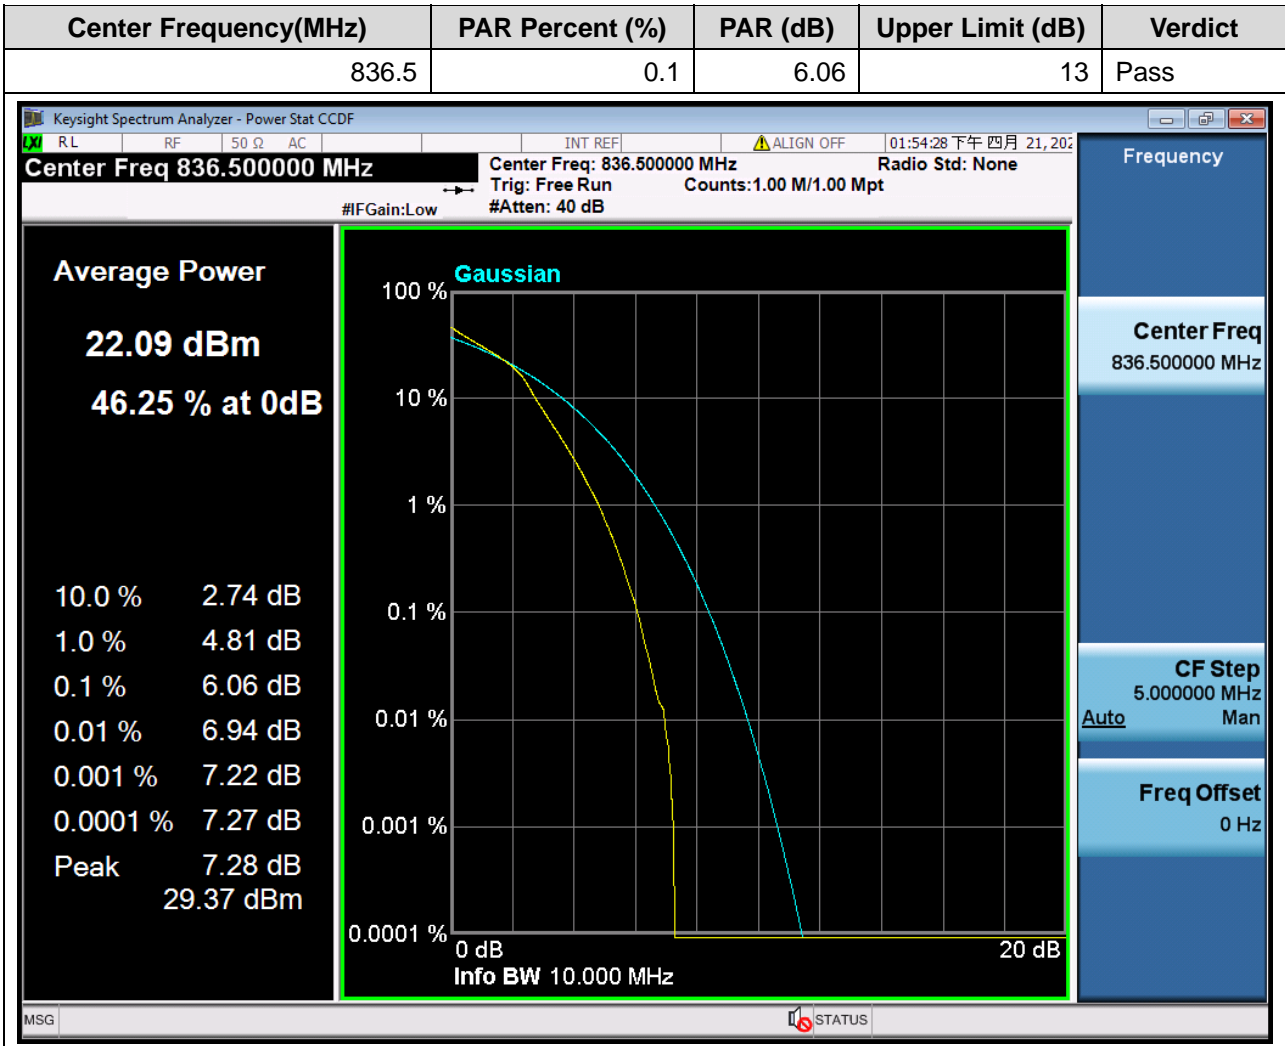 Center Frequency(MHz) PAR Percent (%) PAR (dB) Upper Limit (dB) Verdict
836.5 0.1 6.06 13 Pass
Keysight Spectrum Analyzer - Power Stat CCDF
LXI RL RF 50 Ω AC INT REF ALIGN OFF 01:54:28 下午 四月 21, 202
Center Freq 836.500000 MHz
Center Freq: 836.500000 MHz Radio Std: None
Trig: Free Run Counts:1.00 M/1.00 Mpt
#IFGain:Low #Atten: 40 dB
Average Power
22.09 dBm
46.25 % at 0dB
10.0 % 2.74 dB
1.0 % 4.81 dB
0.1 % 6.06 dB
0.01 % 6.94 dB
0.001 % 7.22 dB
0.0001 % 7.27 dB
Peak 7.28 dB
29.37 dBm
Gaussian
100 %
10 %
1 %
0.1 %
0.01 %
0.001 %
0.0001 %
0 dB 20 dB
Info BW 10.000 MHz
Frequency
Center Freq
836.500000 MHz
CF Step
5.000000 MHz
Auto Man
Freq Offset
0 Hz
MSG STATUS